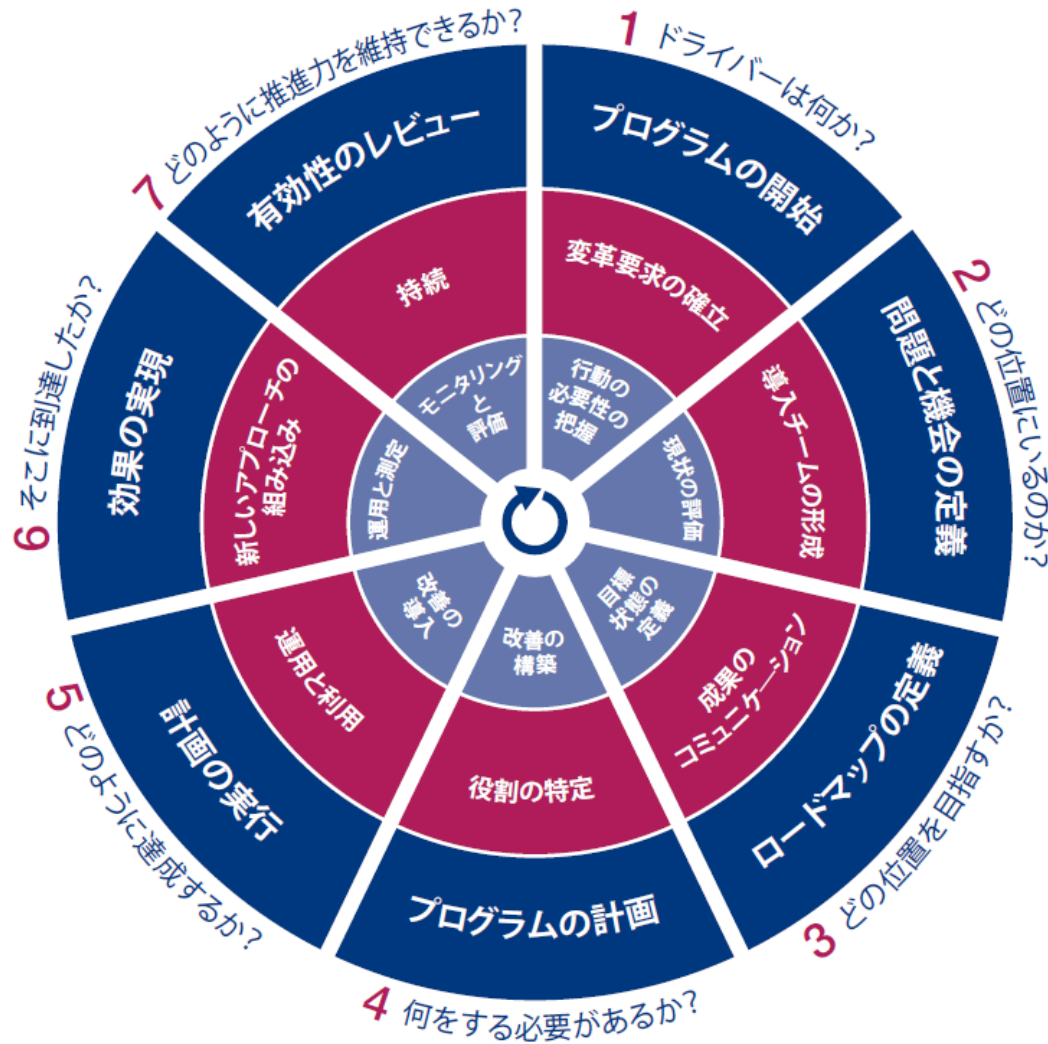 1 ドライバーは何か?
プログラムの開始
変革要求の確立
行動の
必要性の
把握
2 どの位置にいるのか?
問題と機会の定義
導入チームの形成
現状の評価
3 どの位置を目指すか?
ロードマップの定義
成果の
コミュニケーション
目標
状態の
定義
4 何をする必要があるか?
プログラムの計画
役割の特定
改善の
構築
5 どのように達成するか?
計画の実行
運用と利用
改善の
導入
6 そこに到達したか?
効果の実現
新しいアプローチの
組み込み
運用と測定
7 どのように推進力を維持できるか?
有効性のレビュー
持続
モニタリング
と
評価